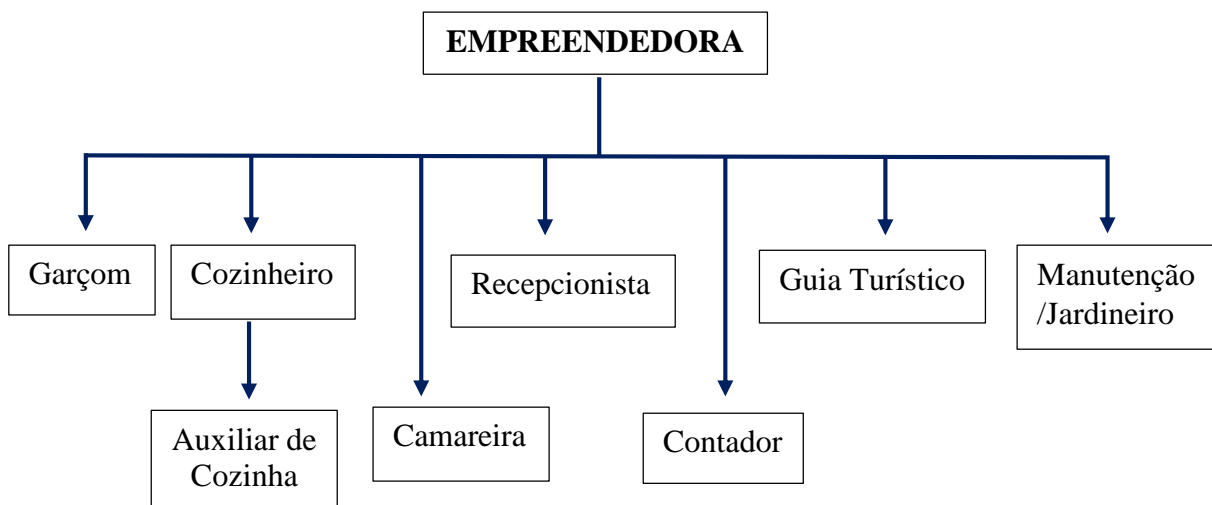 EMPREENDEDORA
Garçom
Cozinheiro
Recepcionista
Guia Turístico
Manutenção
/Jardineiro
Auxiliar de
Cozinha
Camareira
Contador